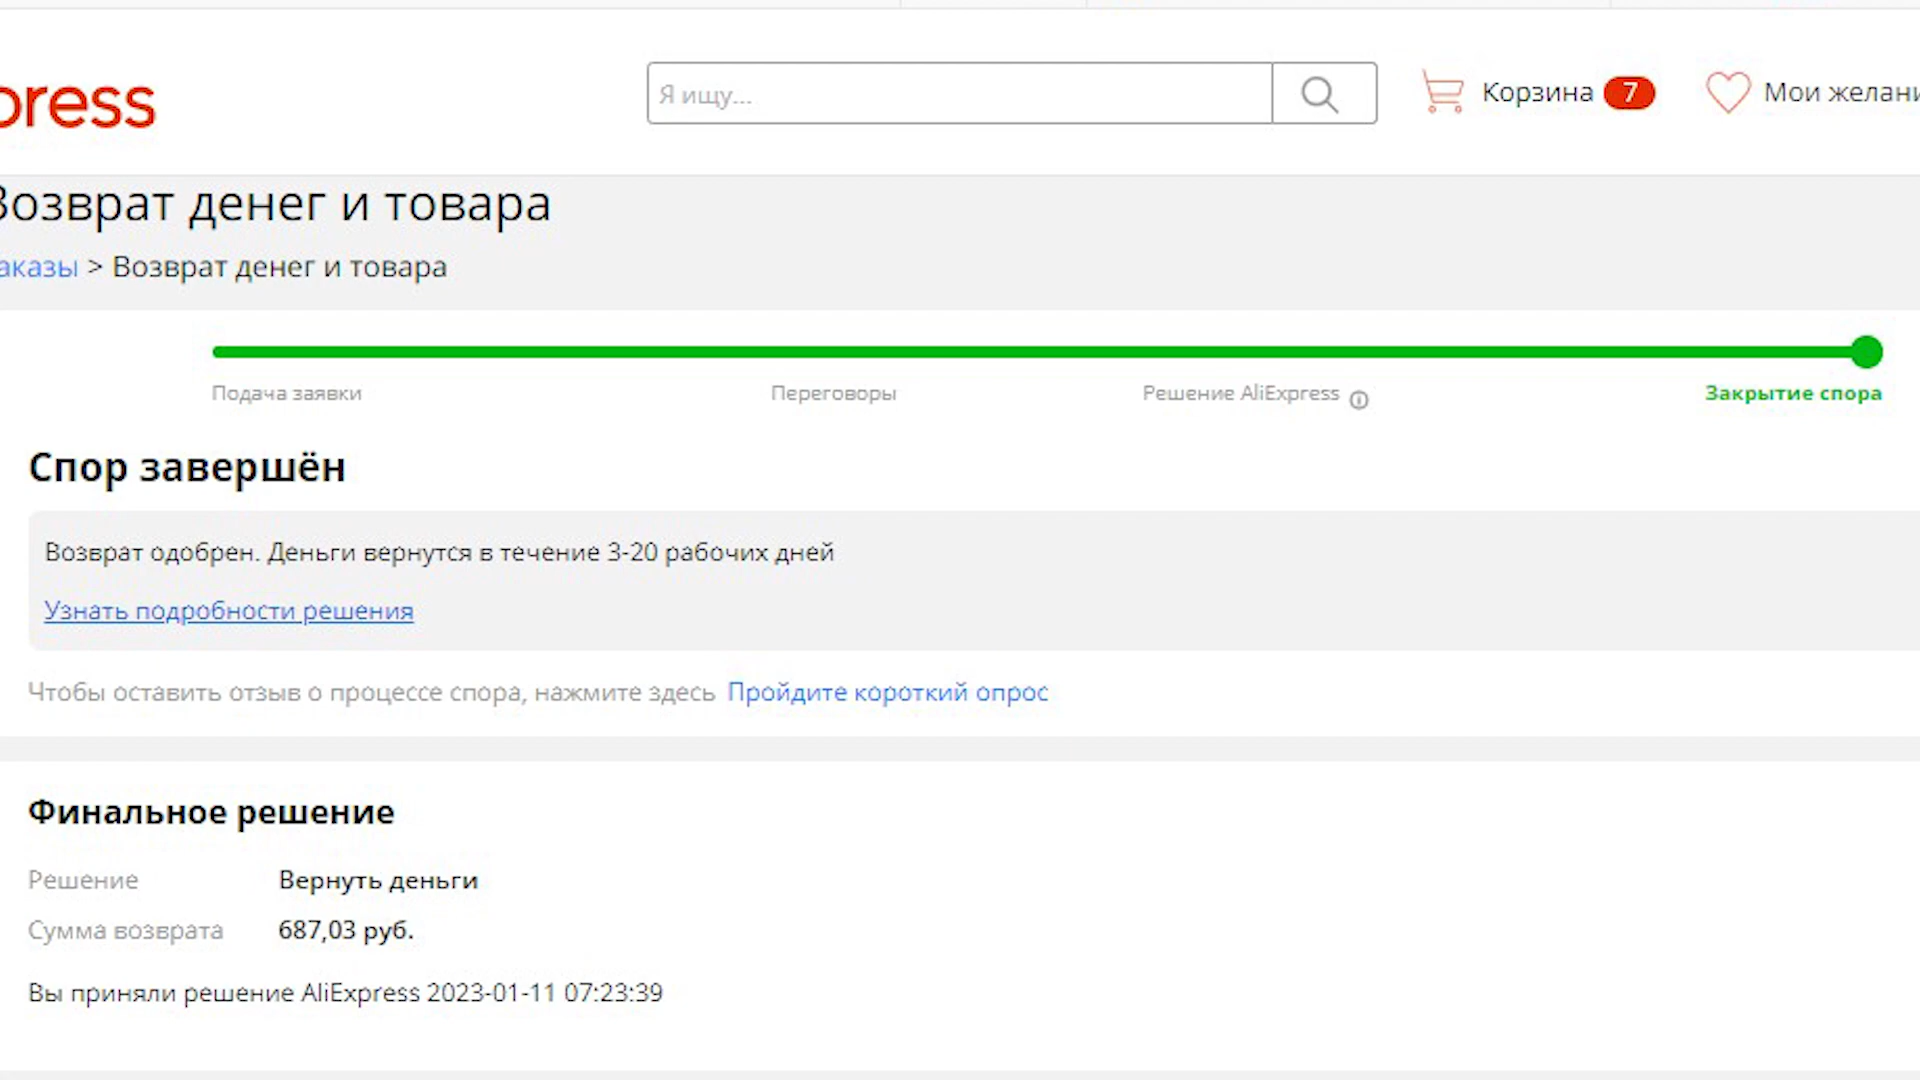 press
Я ищу...
Корзина 7
Мои желани
Возврат денег и товара
аказы > Возврат денег и товара
Подача заявки
Переговоры
Решение AliExpress
Закрытие спора
Спор завершён
Возврат одобрен. Деньги вернутся в течение 3-20 рабочих дней
Узнать подробности решения
Чтобы оставить отзыв о процессе спора, нажмите здесь Пройдите короткий опрос
Финальное решение
Решение Вернуть деньги
Сумма возврата 687,03 руб.
Вы приняли решение AliExpress 2023-01-11 07:23:39